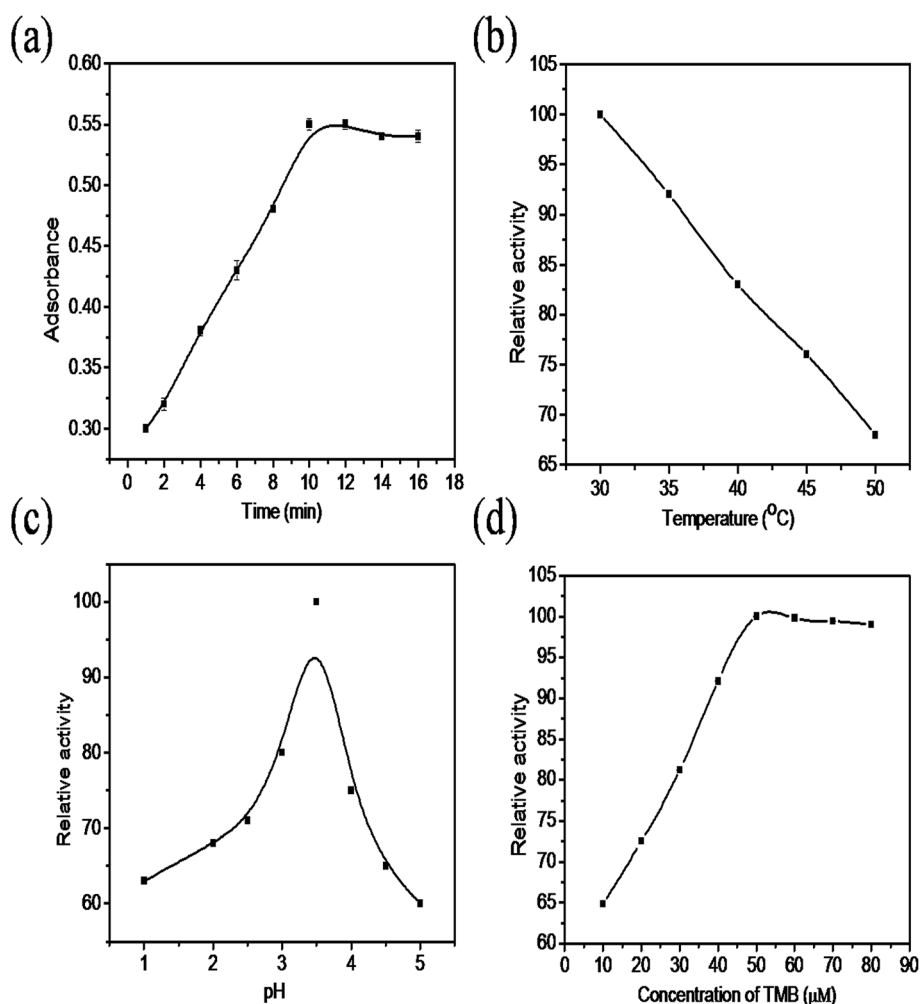 (a)
0.60
0.55
0.50
0.45
0.40
0.35
0.30
Adsorbance
0 2 4 6 8 10 12 14 16 18
Time (min)
(b)
105
100
95
90
85
80
75
70
65
Relative activity
30 35 40 45 50
Temperature (°C)
(c)
100
90
80
70
60
Relative activity
1 2 3 4 5
pH
(d)
105
100
95
90
85
80
75
70
65
60
Relative activity
0 10 20 30 40 50 60 70 80 90
Concentration of TMB (μM)